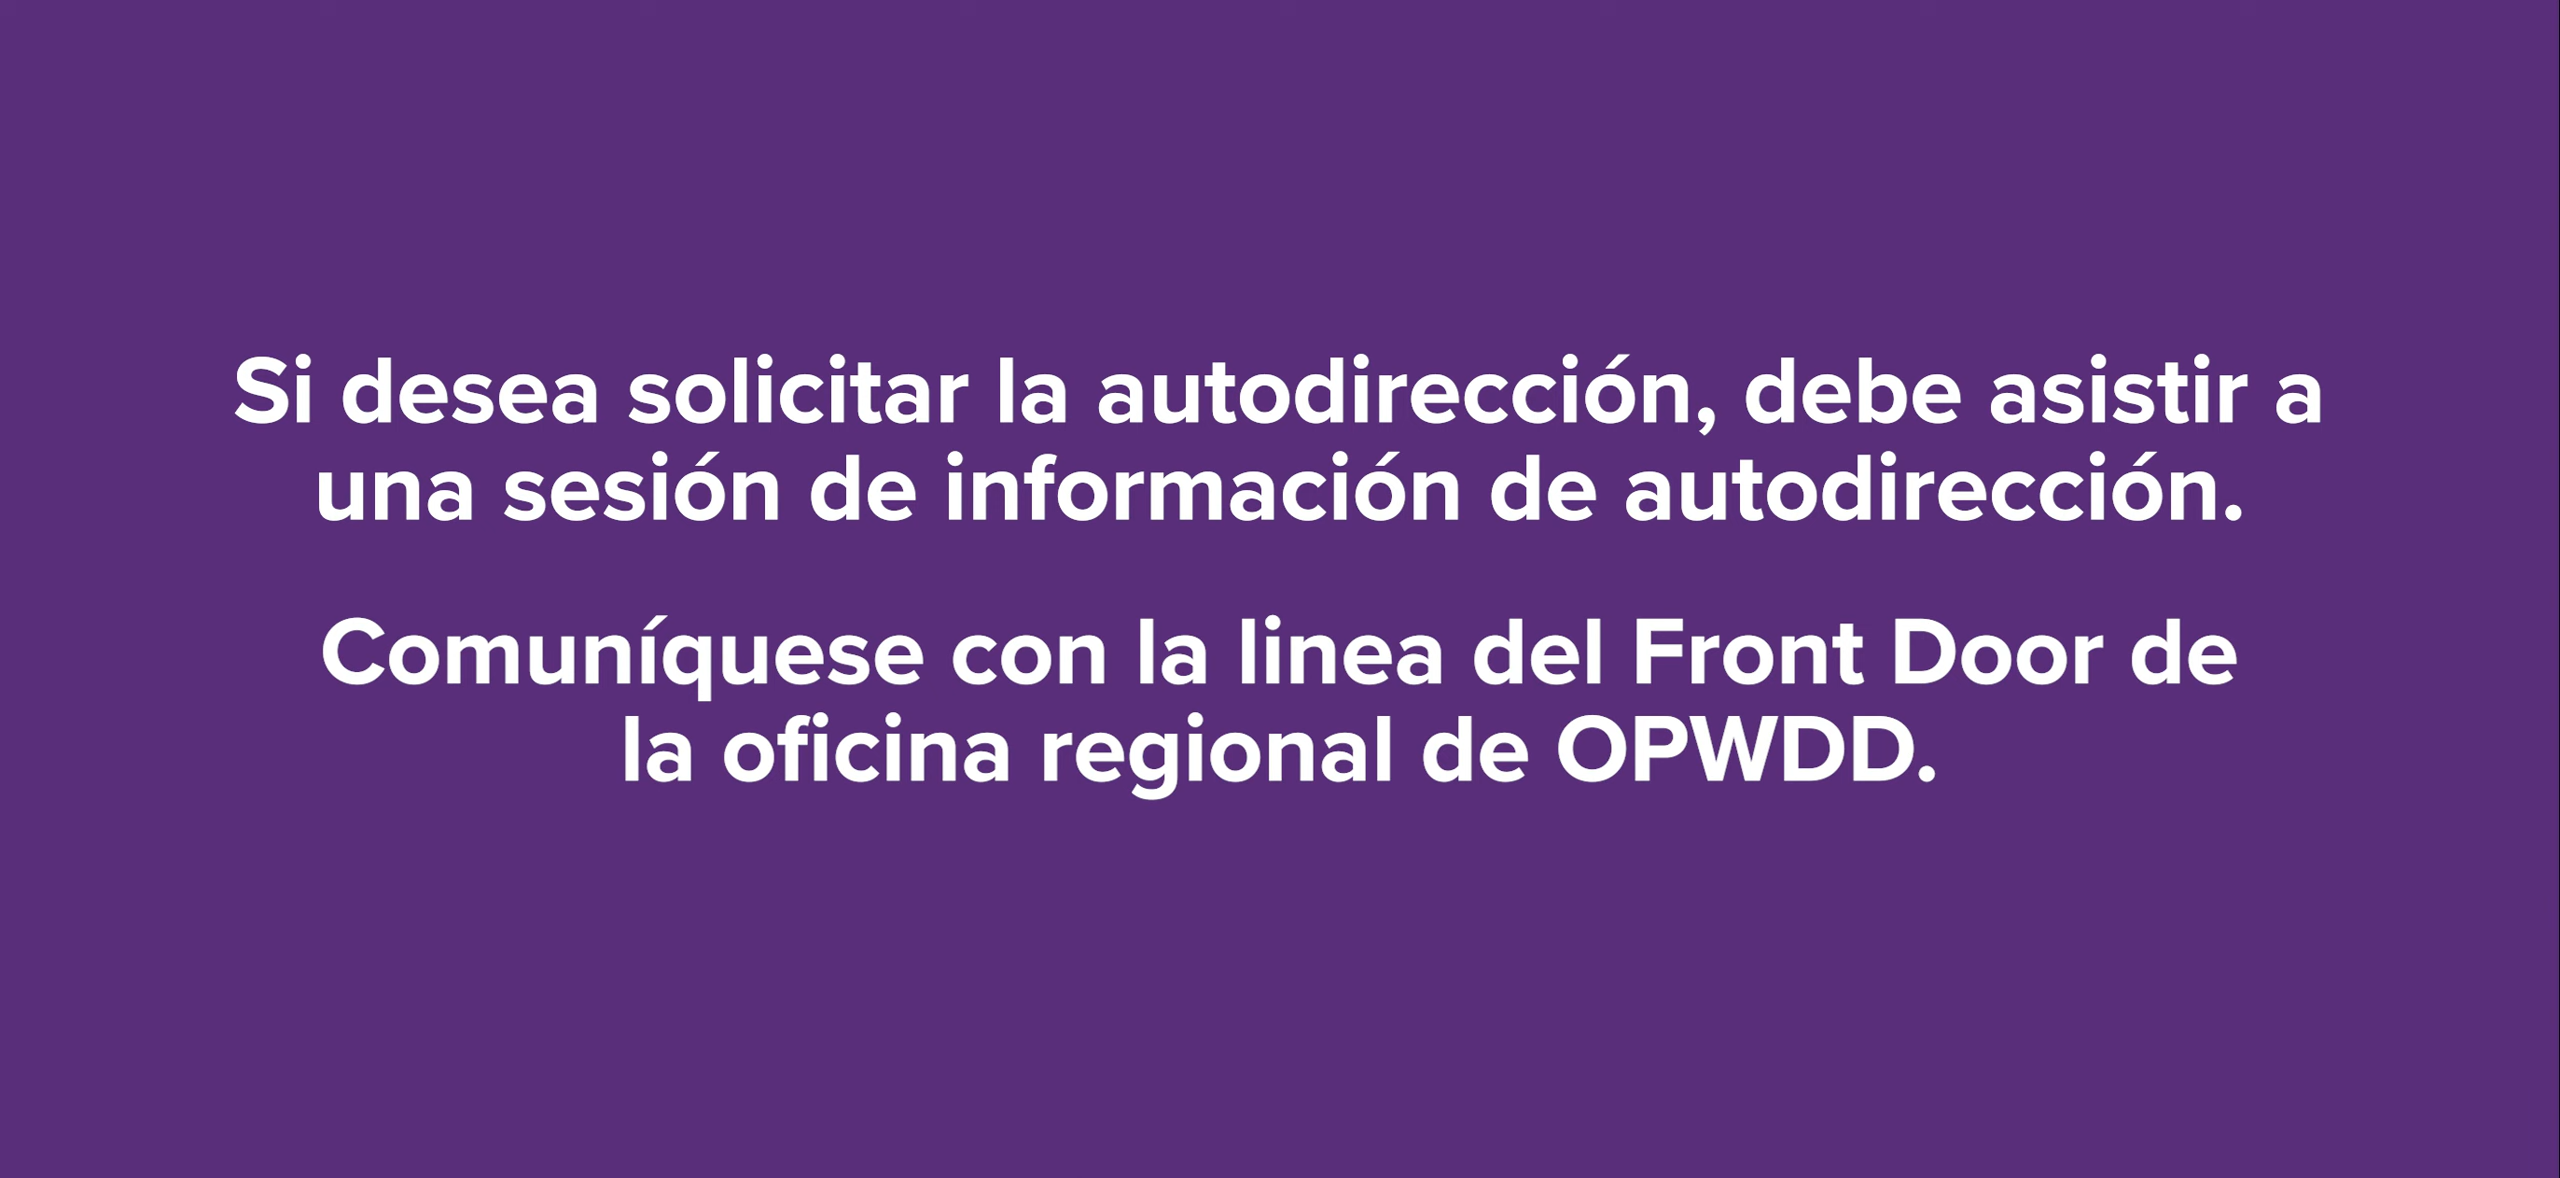 Si desea solicitar la autodirección, debe asistir a
una sesión de información de autodirección.
Comuníquese con la linea del Front Door de
la oficina regional de OPWDD.